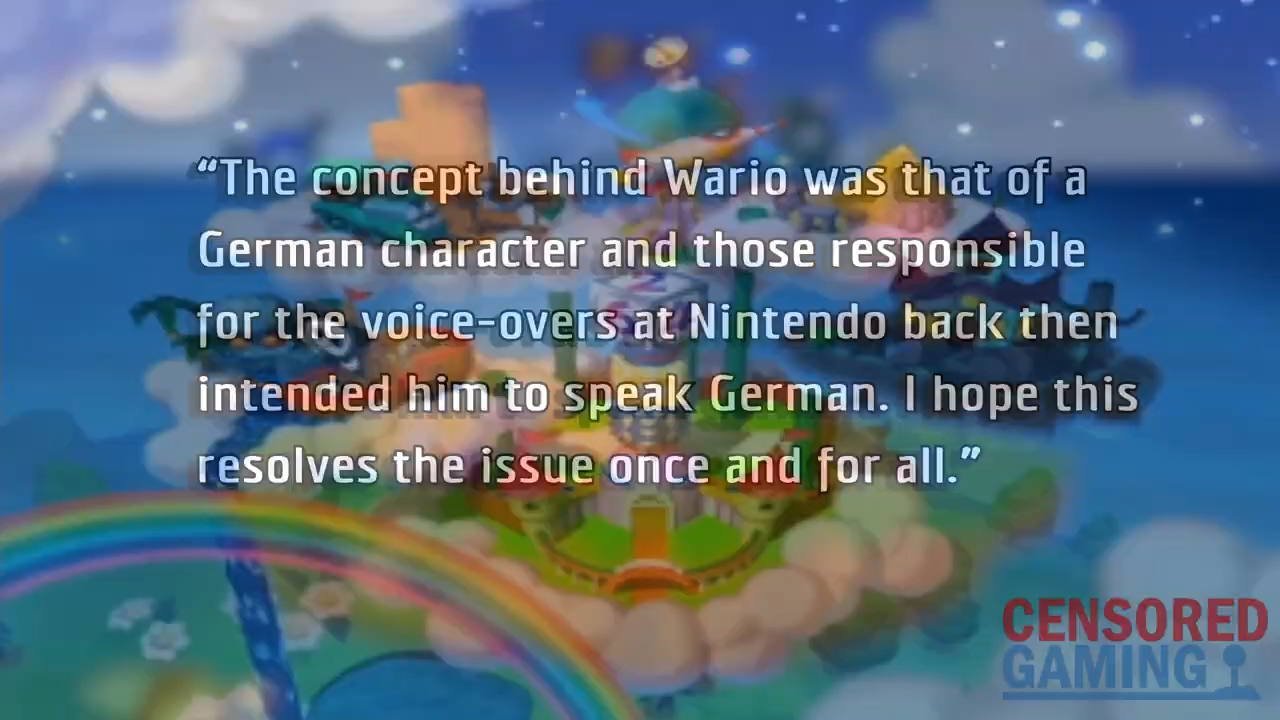 “The concept behind Wario was that of a
German character and those responsible
for the voice-overs at Nintendo back then
intended him to speak German. I hope this
resolves the issue once and for all.”
CENSORED
GAMING